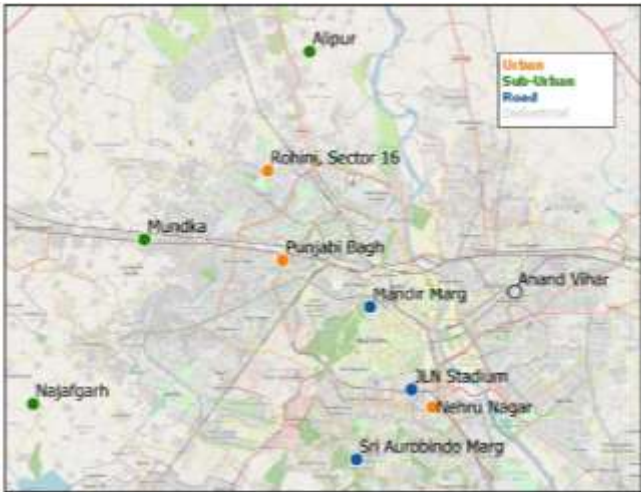 Alipur
Urban
Sub-Urban
Road
Industrial
Rohini, Sector 16
Mundka
Punjabi Bagh
Anand Vihar
Mandir Marg
JLN Stadium
Najafgarh
Nehru Nagar
Sri Aurobindo Marg